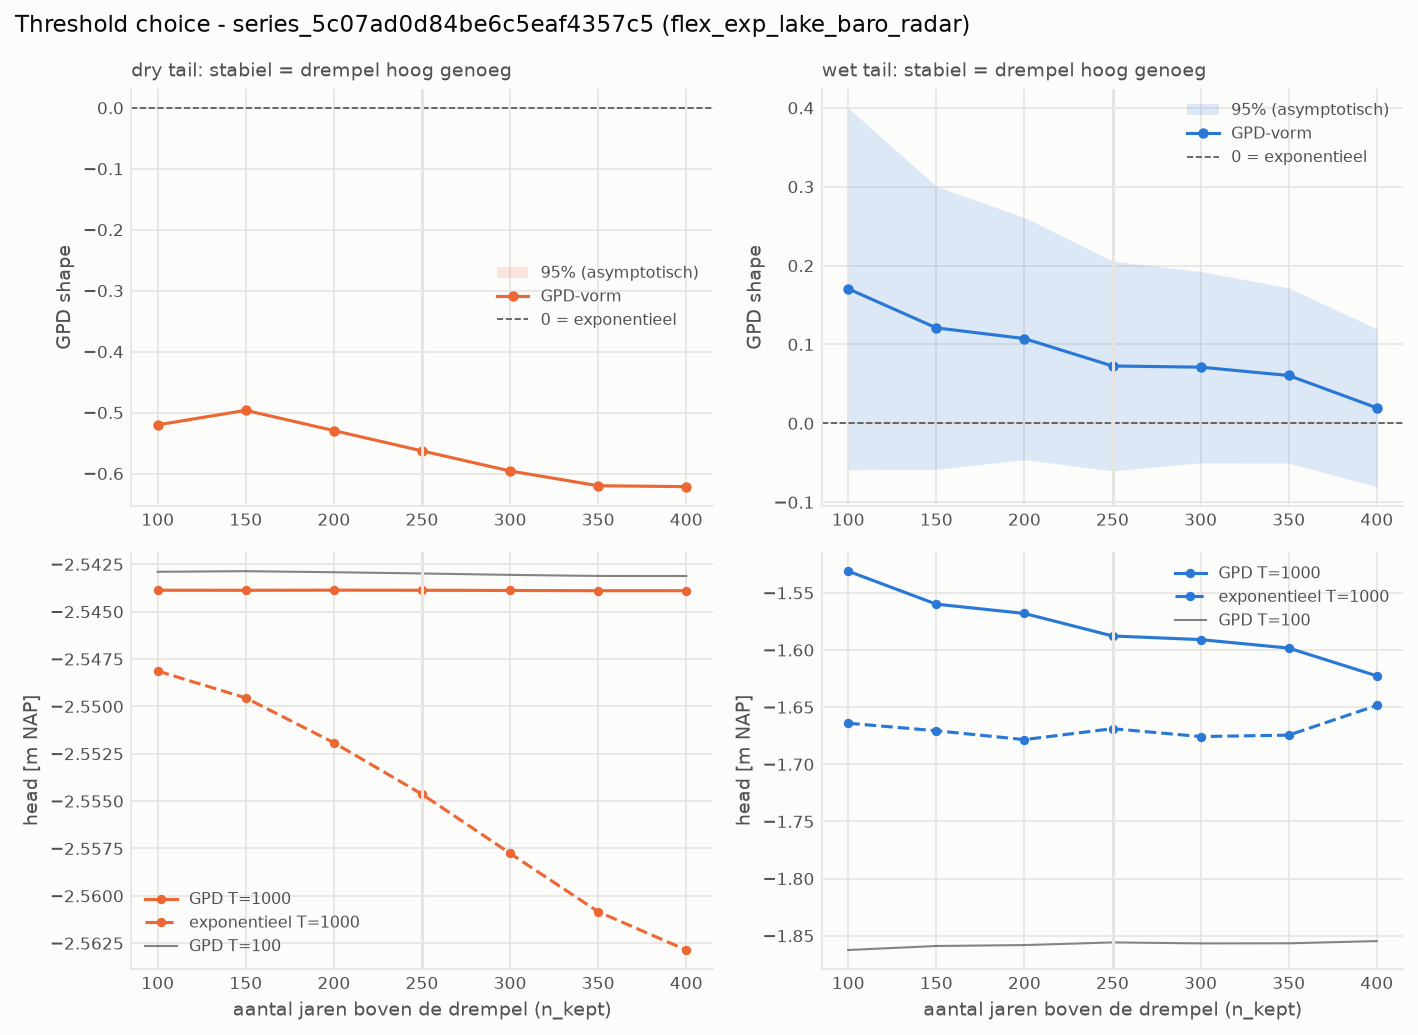 Threshold choice - series_5c07ad0d84be6c5eaf4357c5 (flex_exp_lake_baro_radar)
dry tail: stabiel = drempel hoog genoeg
0.0
−0.1
−0.2
−0.3
−0.4
−0.5
−0.6
GPD shape
95% (asymptotisch)
GPD-vorm
0 = exponentieel
100 150 200 250 300 350 400
wet tail: stabiel = drempel hoog genoeg
0.4
0.3
0.2
0.1
0.0
−0.1
GPD shape
95% (asymptotisch)
GPD-vorm
0 = exponentieel
100 150 200 250 300 350 400
−2.5425
−2.5450
−2.5475
−2.5500
−2.5525
−2.5550
−2.5575
−2.5600
−2.5625
head [m NAP]
GPD T=1000
exponentieel T=1000
GPD T=100
100 150 200 250 300 350 400
aantal jaren boven de drempel (n_kept)
−1.55
−1.60
−1.65
−1.70
−1.75
−1.80
−1.85
head [m NAP]
GPD T=1000
exponentieel T=1000
GPD T=100
100 150 200 250 300 350 400
aantal jaren boven de drempel (n_kept)